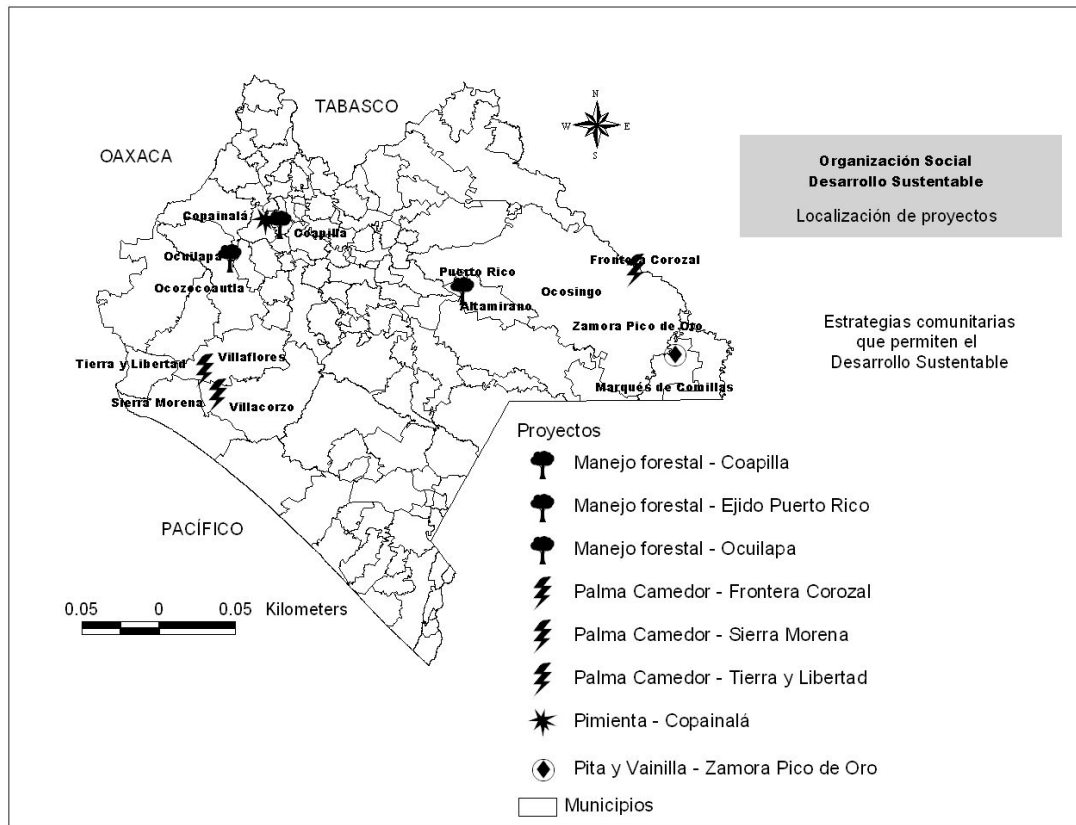 TABASCO
N
W E
S
OAXACA
Organización Social
Desarrollo Sustentable
Localización de proyectos
Copainalá
Coapilla
Ocuilapa
Ocozocoautla
Puerto Rico
Altamirano
Frontera Corozal
Ocosingo
Zamora Pico de Oro
Marqués de Comillas
Estrategias comunitarias
que permiten el
Desarrollo Sustentable
Tierra y Libertad
Villaflores
Sierra Morena
Villacorzo
PACÍFICO
0.05 0 0.05 Kilometers
Proyectos
Manejo forestal - Coapilla
Manejo forestal - Ejido Puerto Rico
Manejo forestal - Ocuilapa
Palma Camedor - Frontera Corozal
Palma Camedor - Sierra Morena
Palma Camedor - Tierra y Libertad
Pimienta - Copainalá
Pita y Vainilla - Zamora Pico de Oro
Municipios